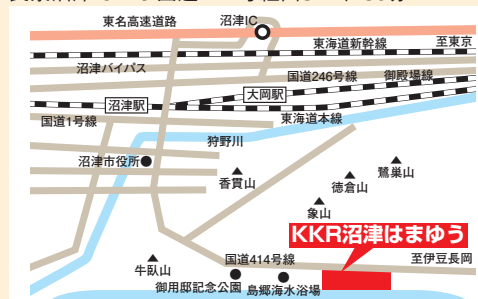 東名高速道路
沼津IC
東海道新幹線
至東京
沼津バイパス
国道246号線
御殿場線
大岡駅
沼津駅
国道1号線
東海道本線
狩野川
沼津市役所
香貫山
鷲巣山
徳倉山
象山
KKR沼津はまゆう
牛臥山
国道414号線
至伊豆長岡
御用邸記念公園
島郷海水浴場